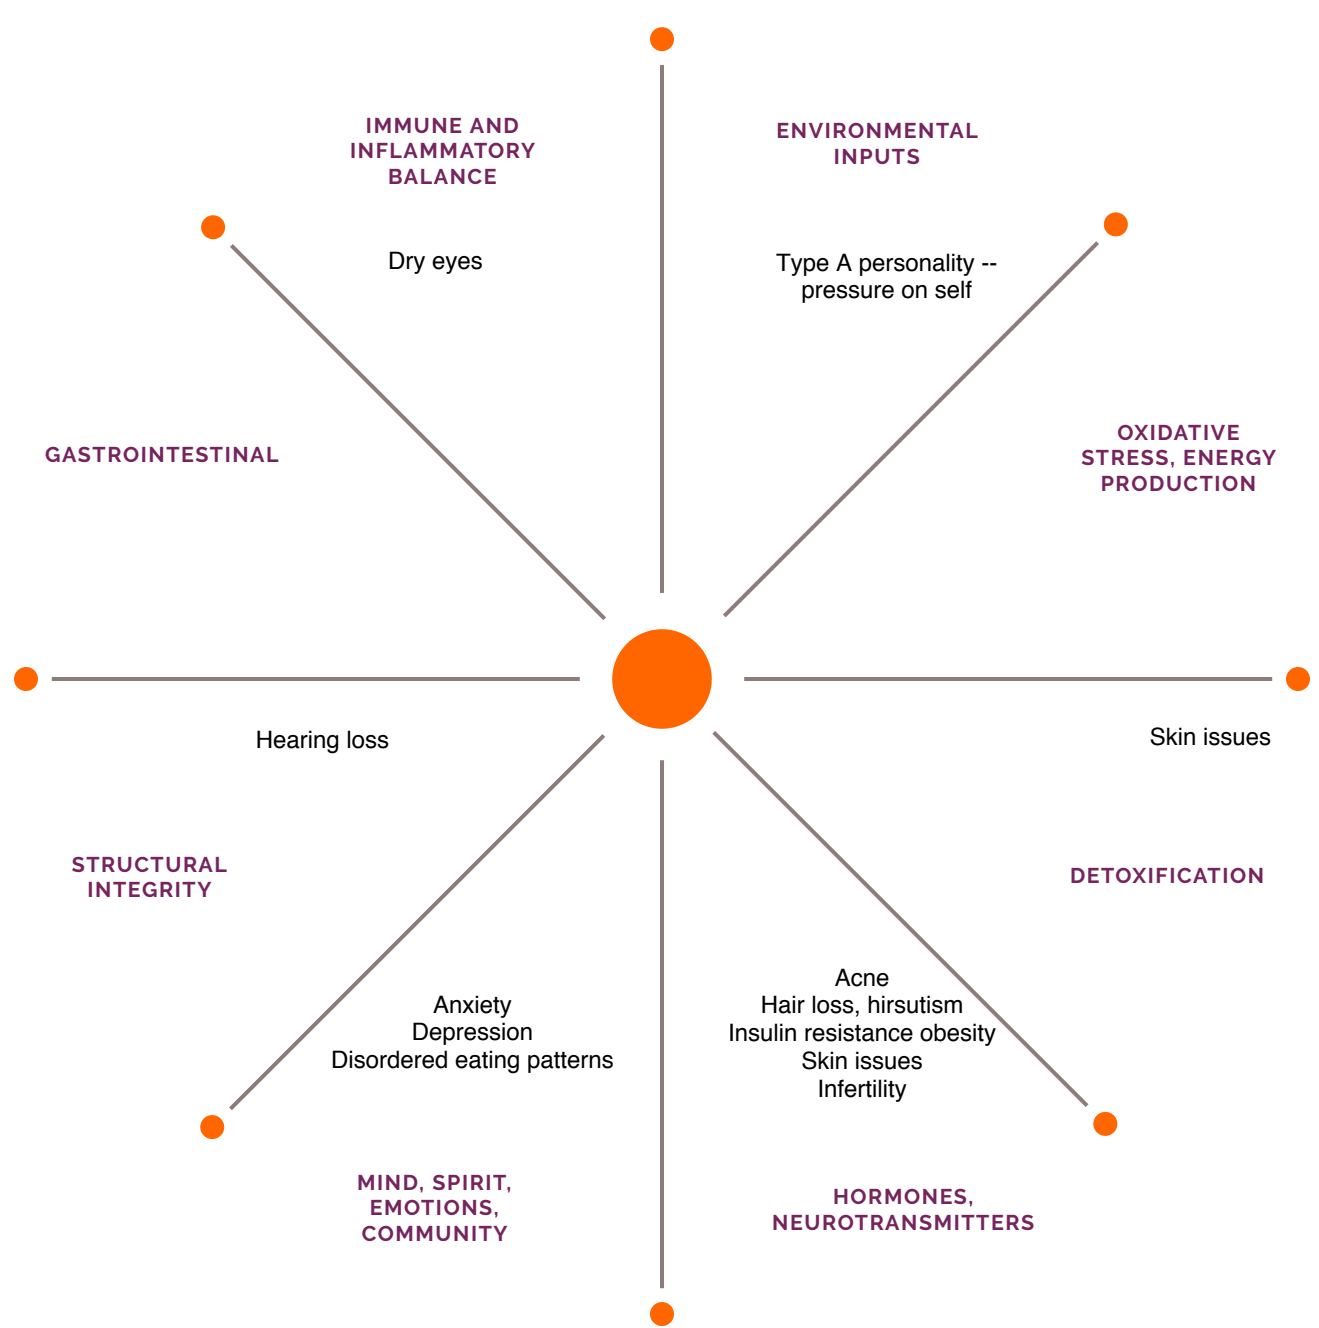 IMMUNE AND
INFLAMMATORY
BALANCE
Dry eyes
ENVIRONMENTAL
INPUTS
Type A personality --
pressure on self
GASTROINTESTINAL
OXIDATIVE
STRESS, ENERGY
PRODUCTION
Hearing loss
STRUCTURAL
INTEGRITY
Skin issues
DETOXIFICATION
Anxiety
Depression
Disordered eating patterns
MIND, SPIRIT,
EMOTIONS,
COMMUNITY
Acne
Hair loss, hirsutism
Insulin resistance obesity
Skin issues
Infertility
HORMONES,
NEUROTRANSMITTERS